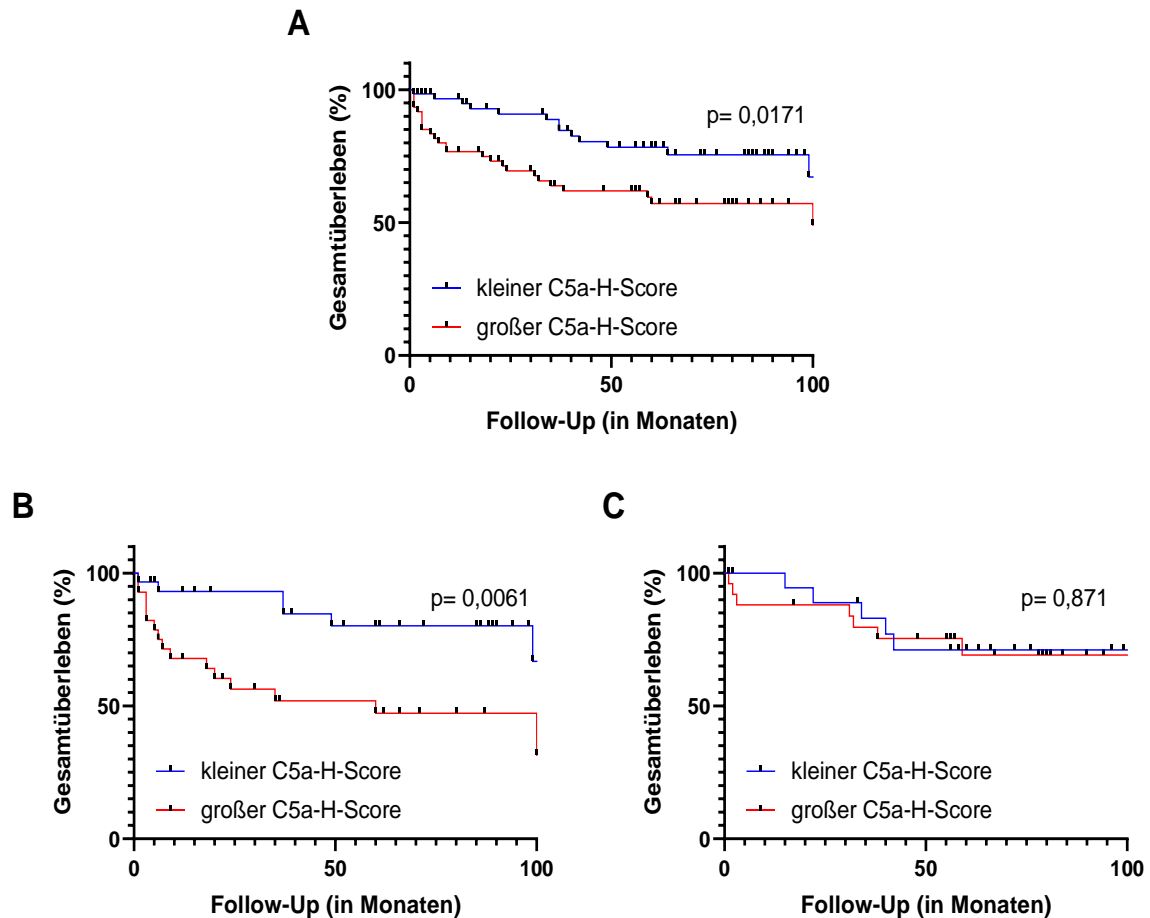 A
Gesamtüberleben (%)
100
50
0
p= 0,0171
kleiner C5a-H-Score
großer C5a-H-Score
0 50 100
Follow-Up (in Monaten)
B
Gesamtüberleben (%)
100
50
0
p= 0,0061
kleiner C5a-H-Score
großer C5a-H-Score
0 50 100
Follow-Up (in Monaten)
C
Gesamtüberleben (%)
100
50
0
p= 0,871
kleiner C5a-H-Score
großer C5a-H-Score
0 50 100
Follow-Up (in Monaten)